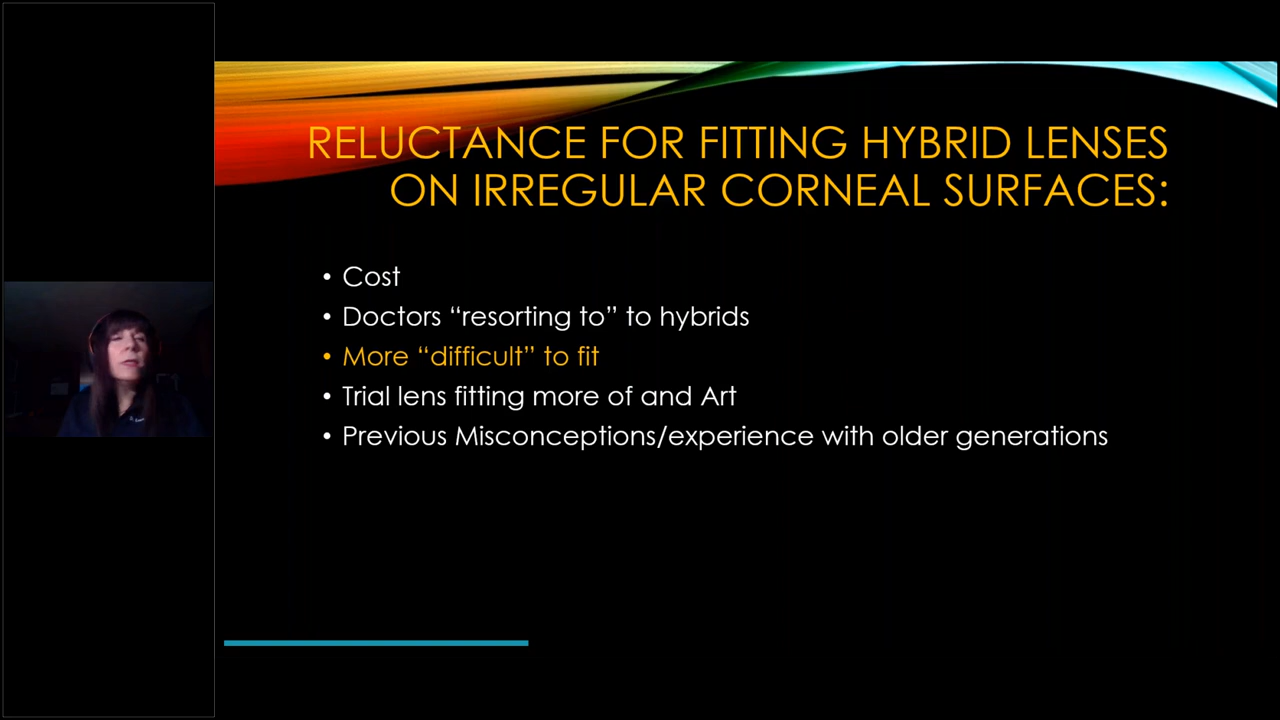 RELUCTANCE FOR FITTING HYBRID LENSES
ON IRREGULAR CORNEAL SURFACES:
• Cost
• Doctors “resorting to” to hybrids
• More “difficult” to fit
• Trial lens fitting more of and Art
• Previous Misconceptions/experience with older generations